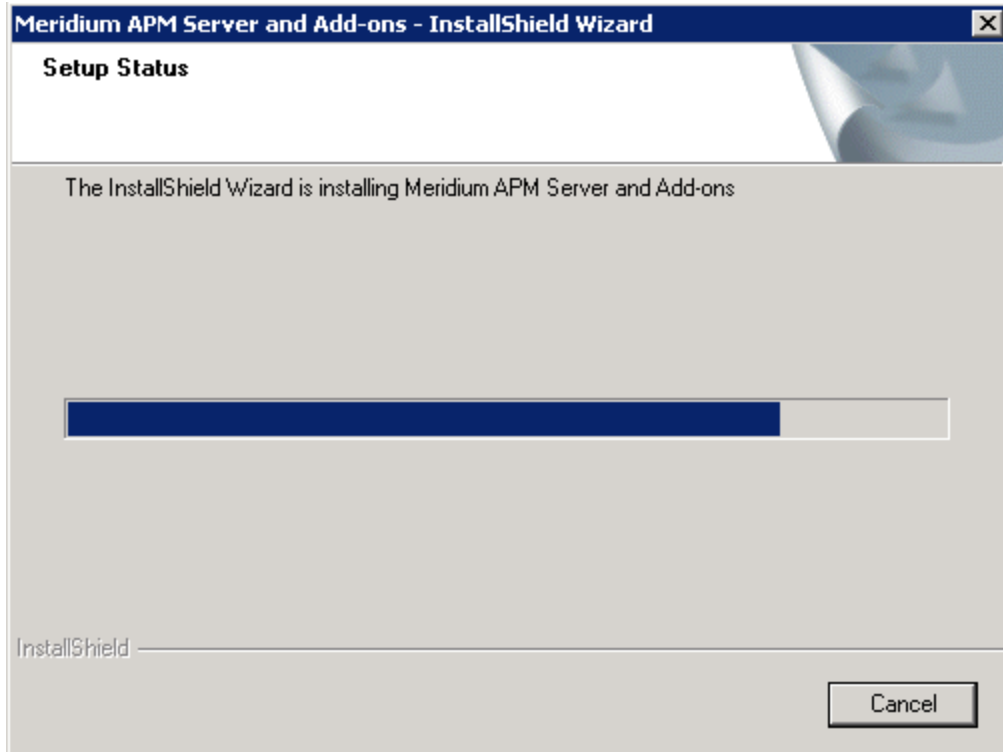 Meridium APM Server and Add-ons - InstallShield Wizard
Setup Status
The InstallShield Wizard is installing Meridium APM Server and Add-ons
InstallShield
Cancel